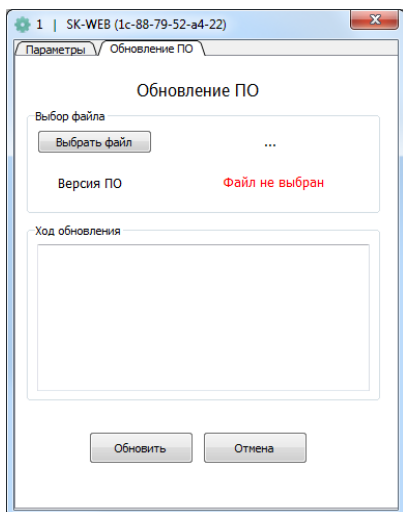 1 | SK-WEB (1c-88-79-52-a4-22)
Параметры Обновление ПО
Обновление ПО
Выбор файла
Выбрать файл ...
Версия ПО Файл не выбран
Ход обновления
Обновить Отмена